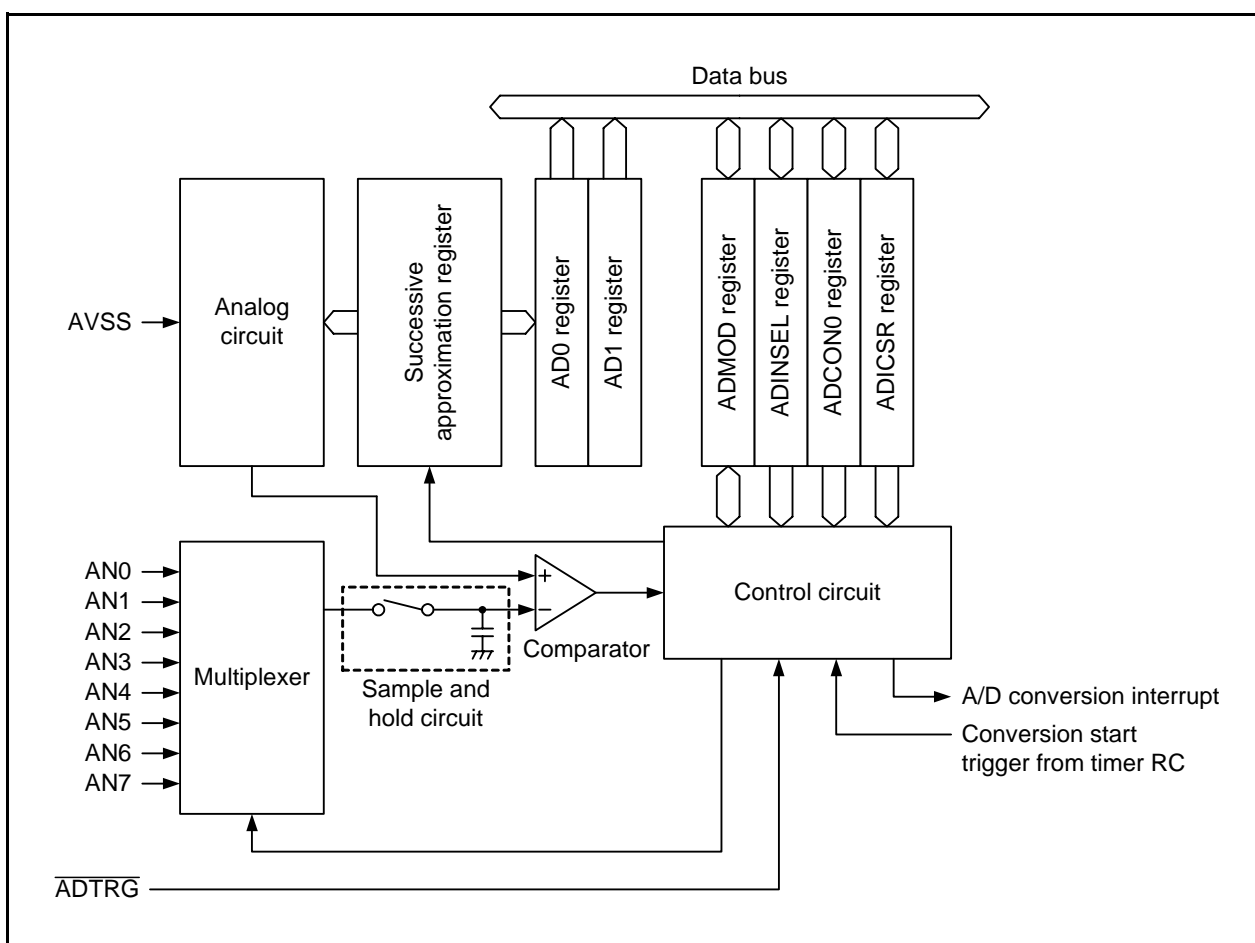 Data bus
AVSS
Analog
circuit
Successive
approximation register
AD0 register
AD1 register
ADMOD register
ADINSEL register
ADCON0 register
ADICSR register
AN0
AN1
AN2
AN3
AN4
AN5
AN6
AN7
Multiplexer
Sample and
hold circuit
+
−
Comparator
Control circuit
A/D conversion interrupt
Conversion start
trigger from timer RC
ADTRG